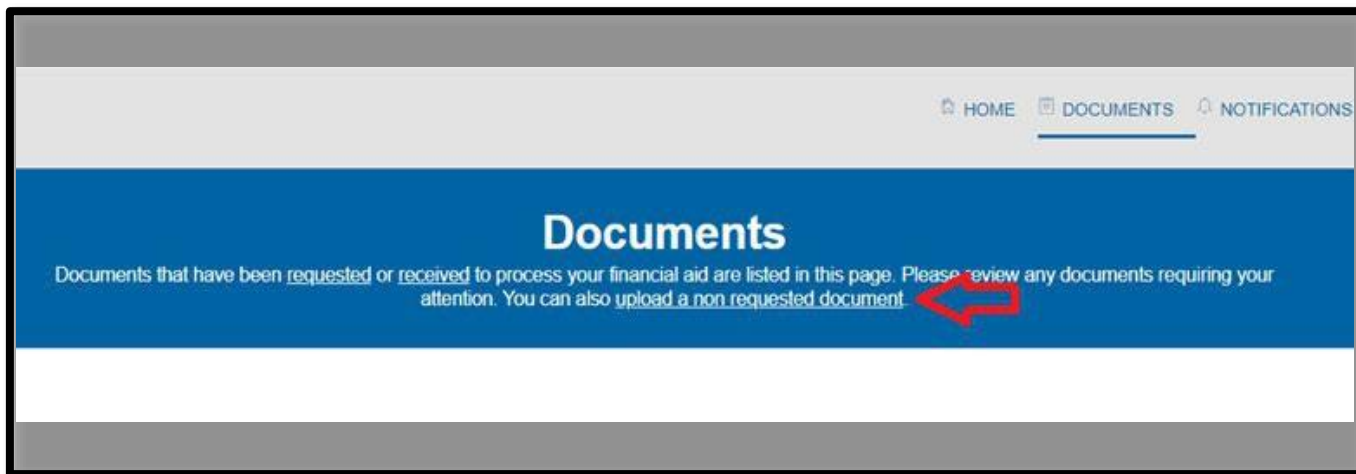 HOME DOCUMENTS NOTIFICATIONS
Documents
Documents that have been requested or received to process your financial aid are listed in this page. Please review any documents requiring your
attention. You can also upload a non requested document.